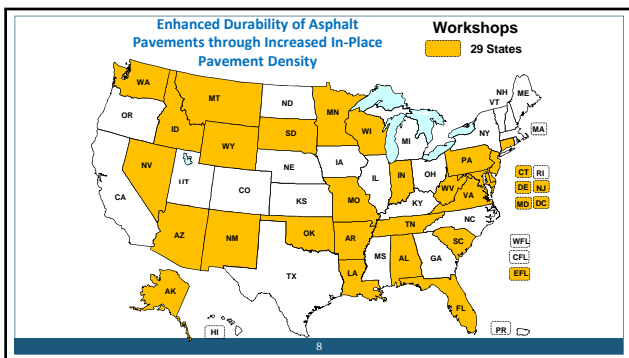 Enhanced Durability of Asphalt
Pavements through Increased In-Place
Pavement Density
Workshops
29 States
WA
MT
ND
MN
OR
ID
SD
WI
MI
NY
VT
NH
ME
MA
WY
NV
UT
CO
NE
IA
IL
IN
OH
PA
WV
VA
CA
KS
MO
KY
CT
RI
DE
NJ
MD
DC
AZ
NM
OK
AR
TN
NC
SC
WFL
CFL
EFL
TX
LA
MS
AL
GA
FL
AK
HI
PR
8